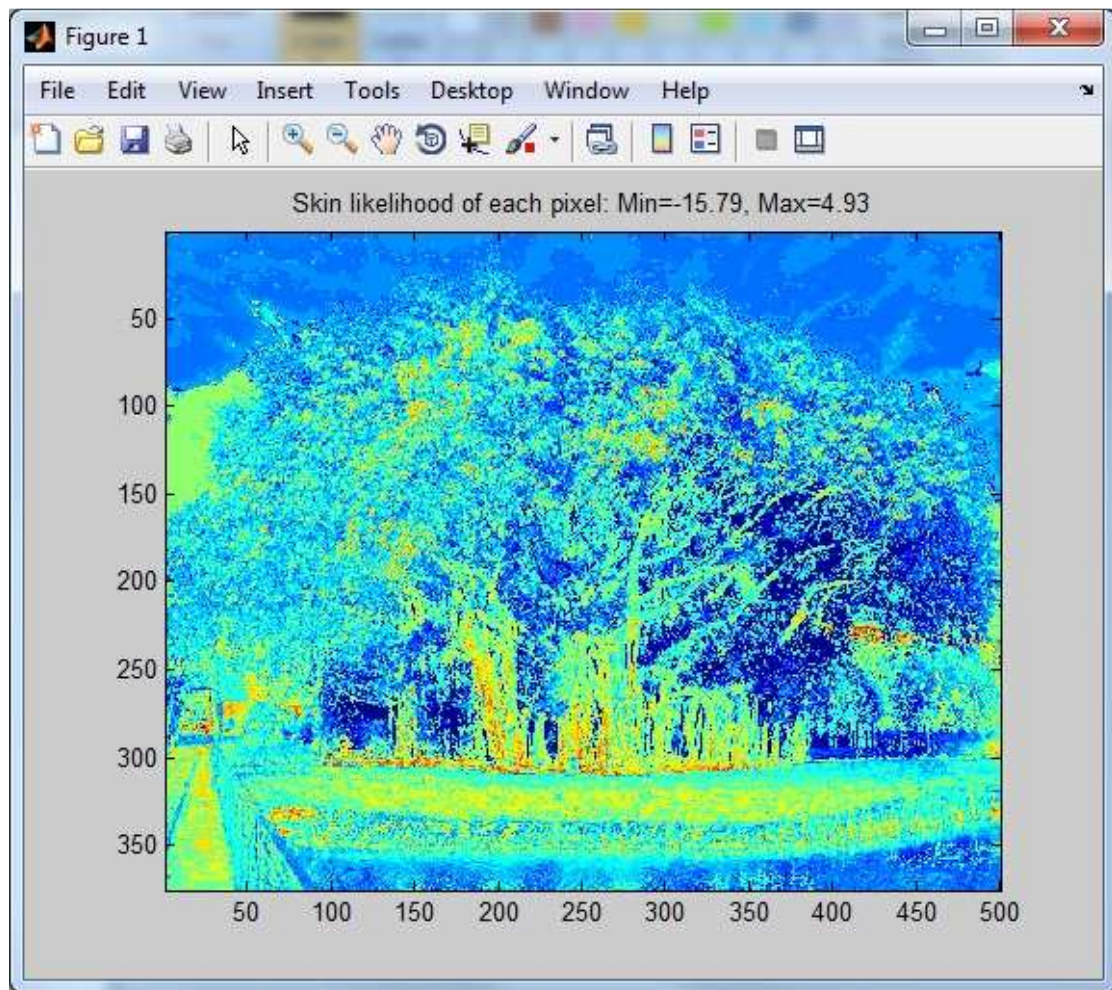 Figure 1
File Edit View Insert Tools Desktop Window Help
Skin likelihood of each pixel: Min=-15.79, Max=4.93
50
100
150
200
250
300
350
50 100 150 200 250 300 350 400 450 500